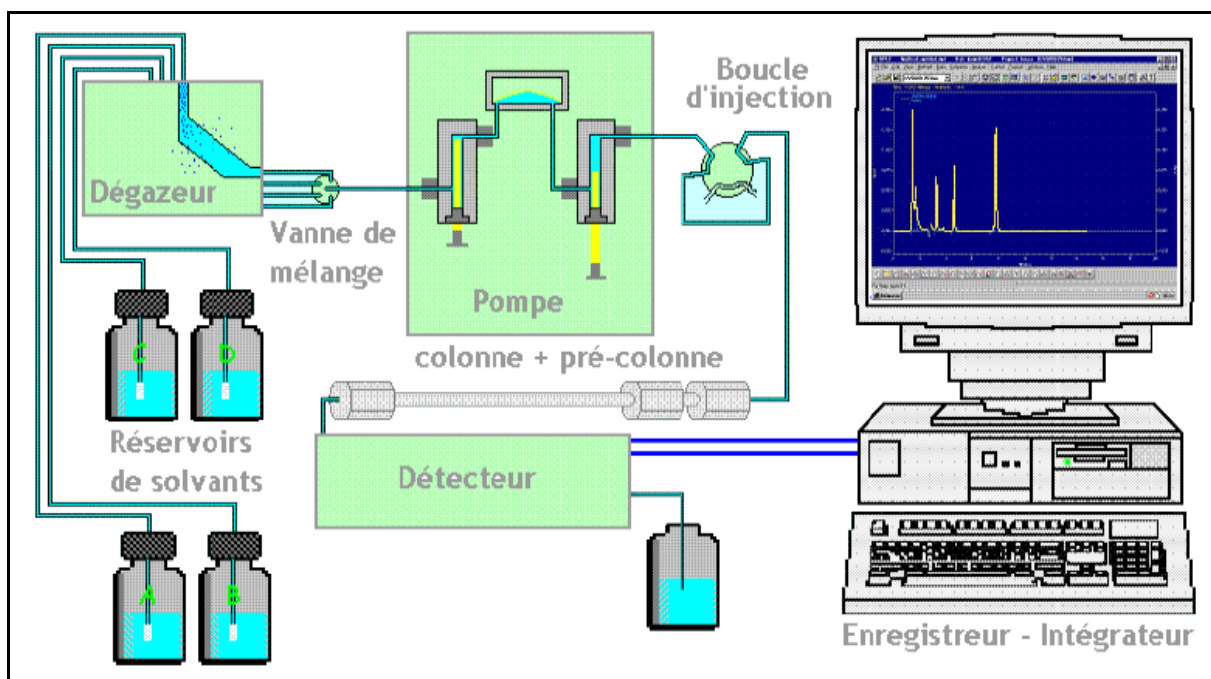 Boucle
d'injection
Dégazeur
Vanne de
mélange
Pompe
colonne + pré-colonne
C
D
Réservoirs
de solvants
Détecteur
A
B
Enregistreur - Intégrateur